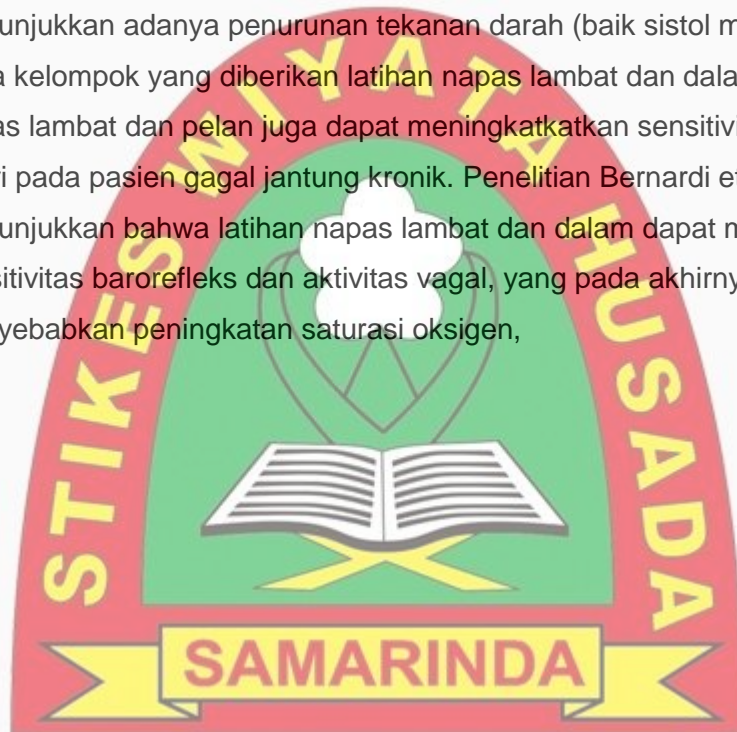 unjukkan adanya penurunan tekanan darah (baik sistol m
a kelompok yang diberikan latihan napas lambat dan dala
as lambat dan pelan juga dapat meningkatkatkan sensitivi
ri pada pasien gagal jantung kronik. Penelitian Bernardi et
unjukkan bahwa latihan napas lambat dan dalam dapat m
sitivitas barorefleks dan aktivitas vagal, yang pada akhirny
yebabkan peningkatan saturasi oksigen,
STIKES WIYATA HUSADA
SAMARINDA